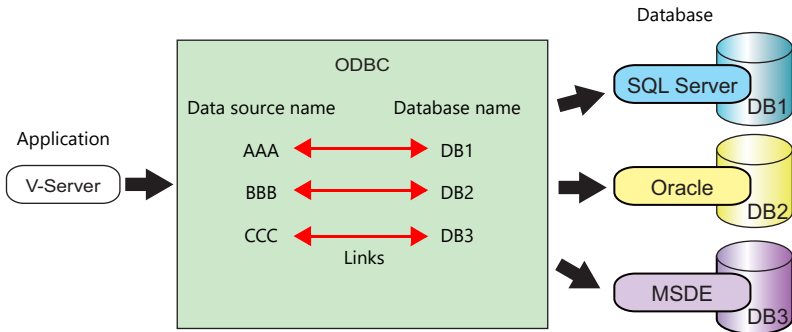 Database
ODBC
SQL Server
DB1
Data source name
Database name
Application
V-Server
AAA
DB1
BBB
DB2
CCC
DB3
Links
Oracle
DB2
MSDE
DB3